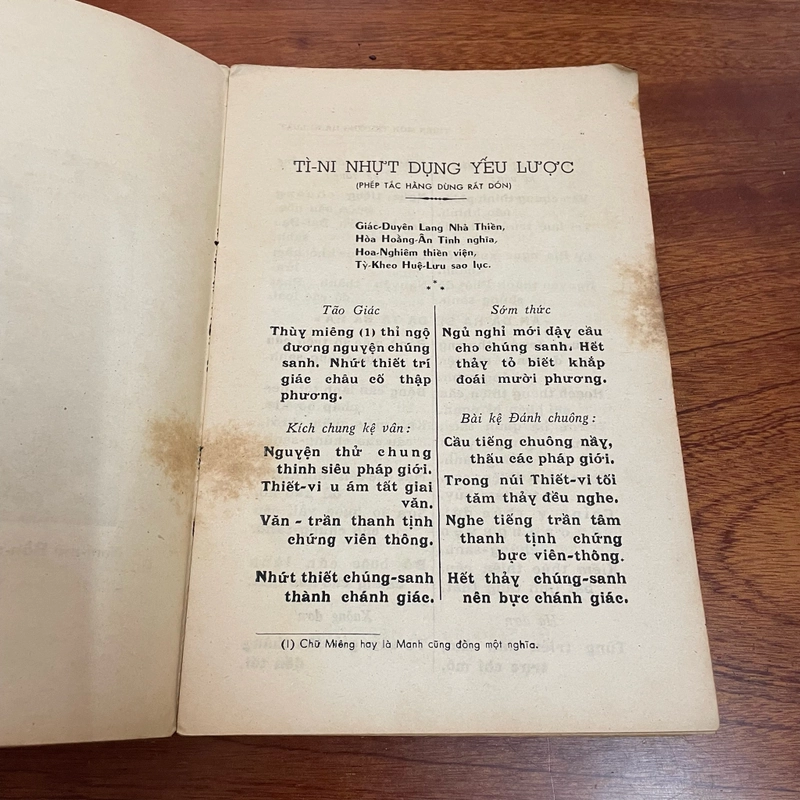 TÌ-NI NHỰT DỤNG YẾU LƯỢC
(PHÉP TẮC HẰNG DÙNG RẤT DÓN)
Giác-Duyên Lang Nhà Thiền,
Hòa Hoằng-Ân Tình nghĩa,
Hoa-Nghiêm thiền viện,
Tỳ-Kheo Huệ-Lưu sao lục.
Tão Giác
Thùy miêng (1) thỉ ngộ
đương nguyện chúng
sanh. Nhứt thiết trí
giác châu cố thập
phương.
Kích chung kệ vân :
Nguyện thử chung
thinh siêu pháp giới.
Thiết-vi u ám tất giai
văn.
Văn - trần thanh tịnh
chứng viên thông.
Nhứt thiết chúng-sanh
thành chánh giác.
Sớm thức
Ngủ nghỉ mới dậy cầu
cho chúng sanh. Hết
thảy tỏ biết khắp
đoái mười phương.
Bài kệ Đánh chuông :
Cầu tiếng chuông nầy,
thấu các pháp giới.
Trong núi Thiết-vi tối
tăm thảy đều nghe.
Nghe tiếng trần tâm
thanh tịnh chứng
bực viên-thông.
Hết thảy chúng-sanh
nên bực chánh giác.
(1) Chữ Miêng hay là Manh cũng đồng một nghĩa.